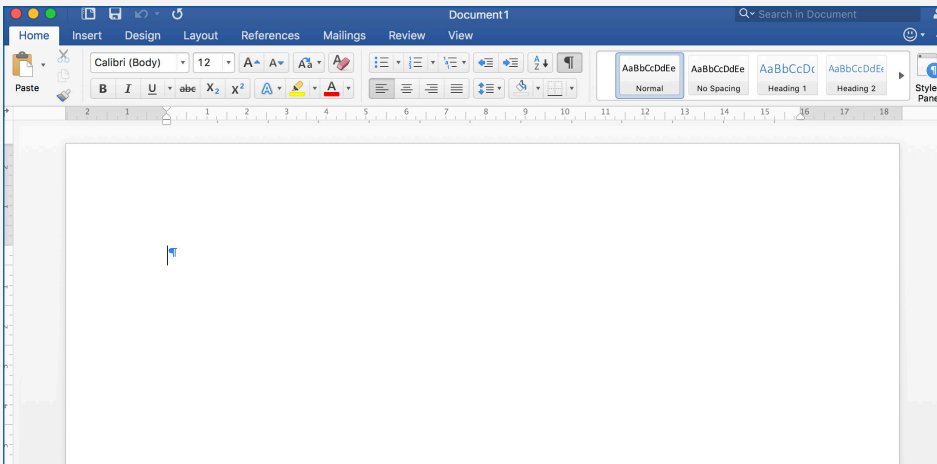 Document1
Search in Document
Home Insert Design Layout References Mailings Review View
Paste
Calibri (Body) 12 A A Aa A
B I U abc X2 X2 A A
AaBbCcDdEe AaBbCcDdEe AaBbCcDc AaBbCcDdEe
Normal No Spacing Heading 1 Heading 2
2 1 1 2 3 4 5 6 7 8 9 10 11 12 13 14 15 16 17 18
¶